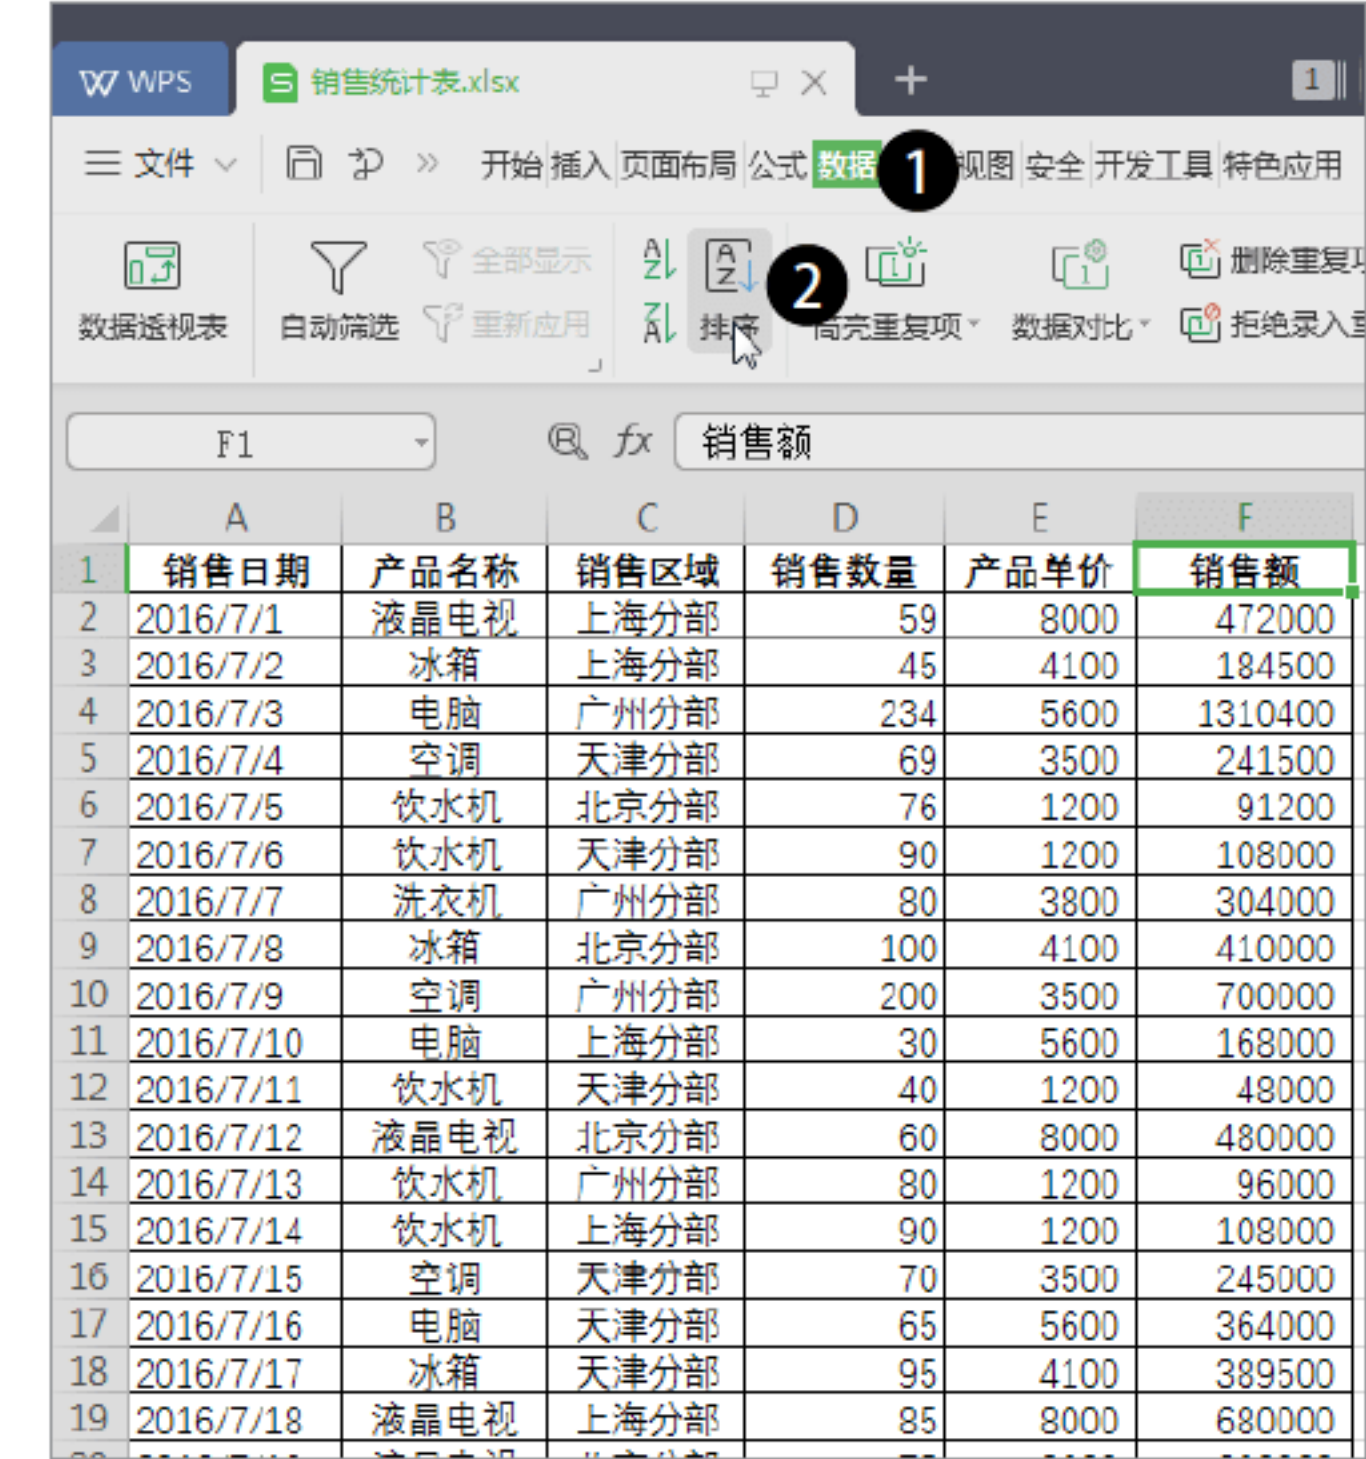 WPS 销售统计表.xlsx 1
文件 开始 插入 页面布局 公式 数据 1 视图 安全 开发工具 特色应用
全部显示 删除重复项
2
数据透视表 自动筛选 重新应用 排序 高亮重复项 数据对比 拒绝录入
F1 fx 销售额
A B C D E F
1 销售日期 产品名称 销售区域 销售数量 产品单价 销售额
2 2016/7/1 液晶电视 上海分部 59 8000 472000
3 2016/7/2 冰箱 上海分部 45 4100 184500
4 2016/7/3 电脑 广州分部 234 5600 1310400
5 2016/7/4 空调 天津分部 69 3500 241500
6 2016/7/5 饮水机 北京分部 76 1200 91200
7 2016/7/6 饮水机 天津分部 90 1200 108000
8 2016/7/7 洗衣机 广州分部 80 3800 304000
9 2016/7/8 冰箱 北京分部 100 4100 410000
10 2016/7/9 空调 广州分部 200 3500 700000
11 2016/7/10 电脑 上海分部 30 5600 168000
12 2016/7/11 饮水机 天津分部 40 1200 48000
13 2016/7/12 液晶电视 北京分部 60 8000 480000
14 2016/7/13 饮水机 广州分部 80 1200 96000
15 2016/7/14 饮水机 上海分部 90 1200 108000
16 2016/7/15 空调 天津分部 70 3500 245000
17 2016/7/16 电脑 天津分部 65 5600 364000
18 2016/7/17 冰箱 天津分部 95 4100 389500
19 2016/7/18 液晶电视 上海分部 85 8000 680000